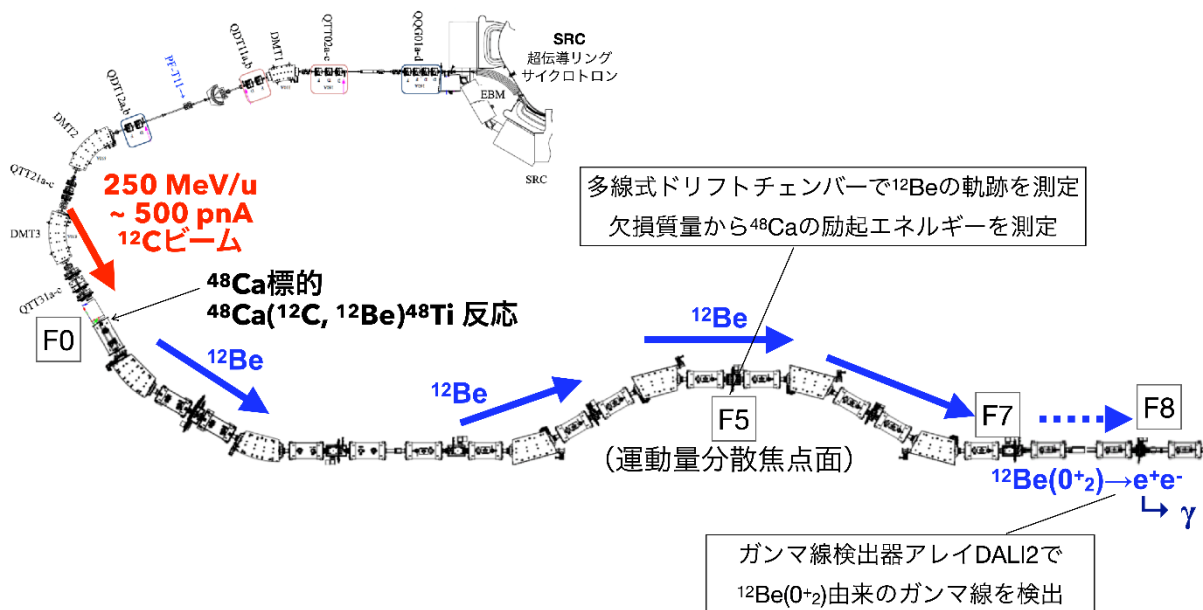 SRC
超伝導リング
サイクロトロン
QQG01a-d
QTT02a-c
DMT1
QDT11a,b
PF-T11→
QDT12a,b
DMT2
QTT21a-c
DMT3
QTT31a-c
EBM
SRC
250 MeV/u
~ 500 pnA
¹²Cビーム
⁴⁸Ca標的
⁴⁸Ca(¹²C, ¹²Be)⁴⁸Ti 反応
F0
多線式ドリフトチェンバーで¹²Beの軌跡を測定
欠損質量から⁴⁸Caの励起エネルギーを測定
¹²Be
¹²Be
¹²Be
F5
(運動量分散焦点面)
F7
F8
¹²Be(0⁺₂)→e⁺e⁻
↳ γ
ガンマ線検出器アレイDALI2で
¹²Be(0⁺₂)由来のガンマ線を検出